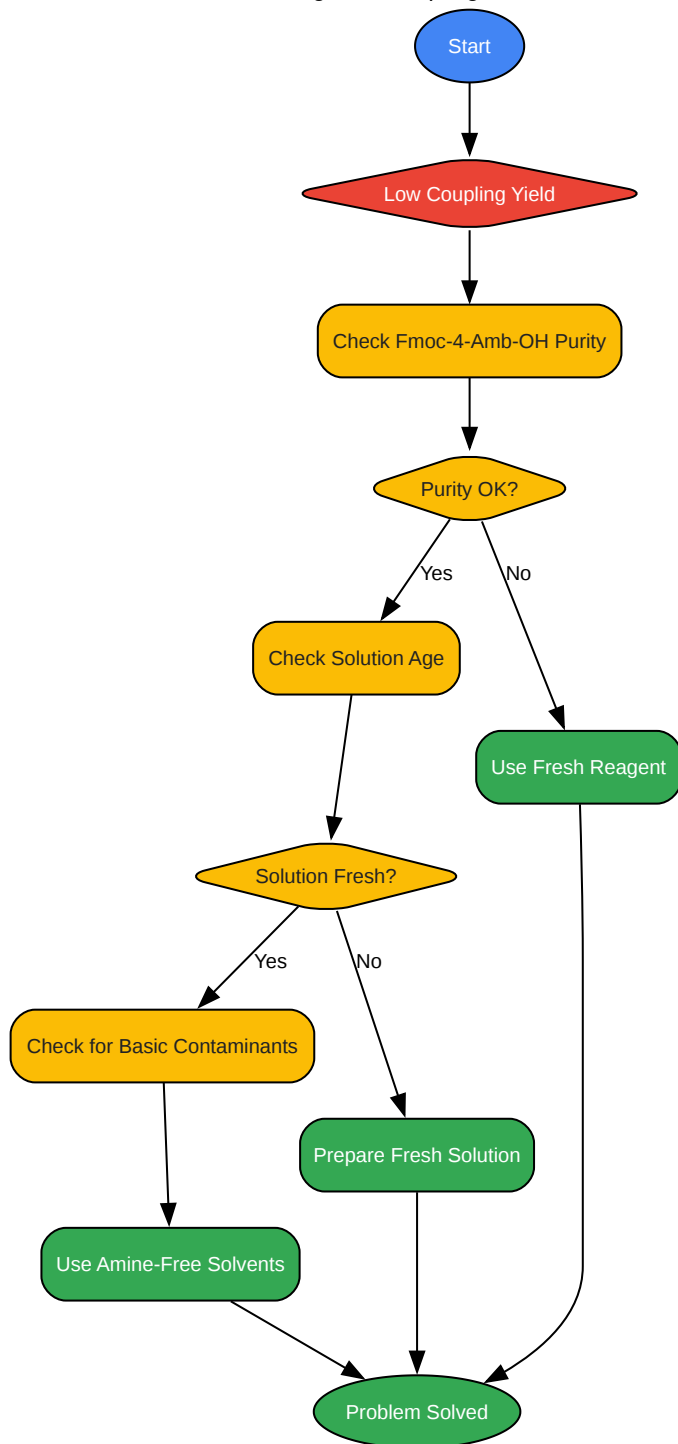 Start
Low Coupling Yield
Check Fmoc-4-Amb-OH Purity
Purity OK?
Yes
No
Check Solution Age
Use Fresh Reagent
Solution Fresh?
Yes
No
Check for Basic Contaminants
Prepare Fresh Solution
Use Amine-Free Solvents
Problem Solved